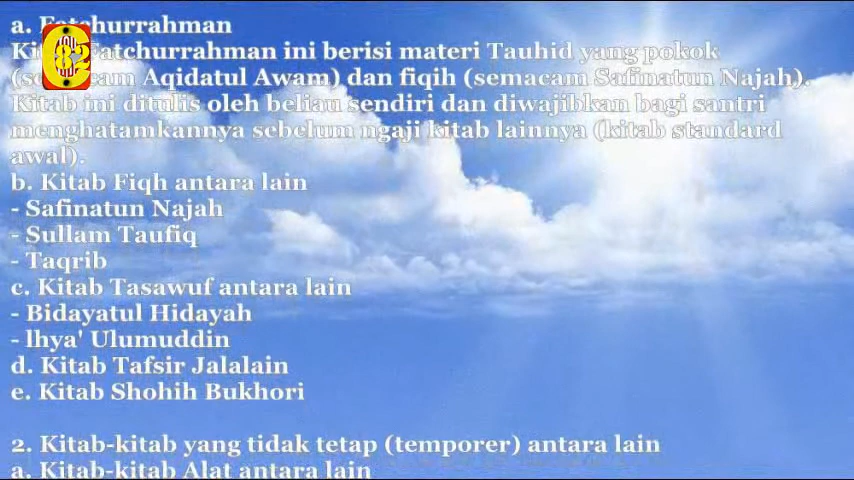 a. Fatchurrahman
Kitab Fatchurrahman ini berisi materi Tauhid yang pokok
(semacam Aqidatul Awam) dan fiqih (semacam Safinatun Najah).
Kitab ini ditulis oleh beliau sendiri dan diwajibkan bagi santri
menghatamkannya sebelum ngaji kitab lainnya (kitab standard
awal).
b. Kitab Fiqh antara lain
- Safinatun Najah
- Sullam Taufiq
- Taqrib
c. Kitab Tasawuf antara lain
- Bidayatul Hidayah
- lhya' Ulumuddin
d. Kitab Tafsir Jalalain
e. Kitab Shohih Bukhori
2. Kitab-kitab yang tidak tetap (temporer) antara lain
a. Kitab-kitab Alat antara lain